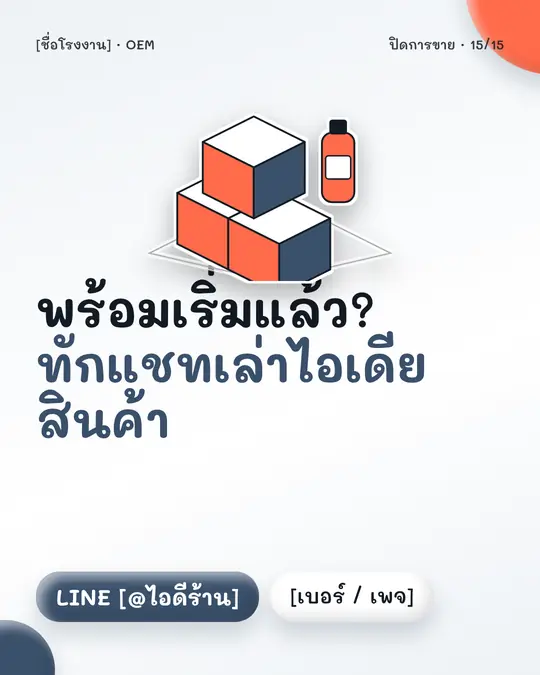 [ชื่อโรงงาน] · OEM
ปิดการขาย · 15/15
พร้อมเริ่มแล้ว?
ทักแชทเล่าไอเดีย
สินค้า
LINE [@ไอดีร้าน]
[เบอร์ / เพจ]